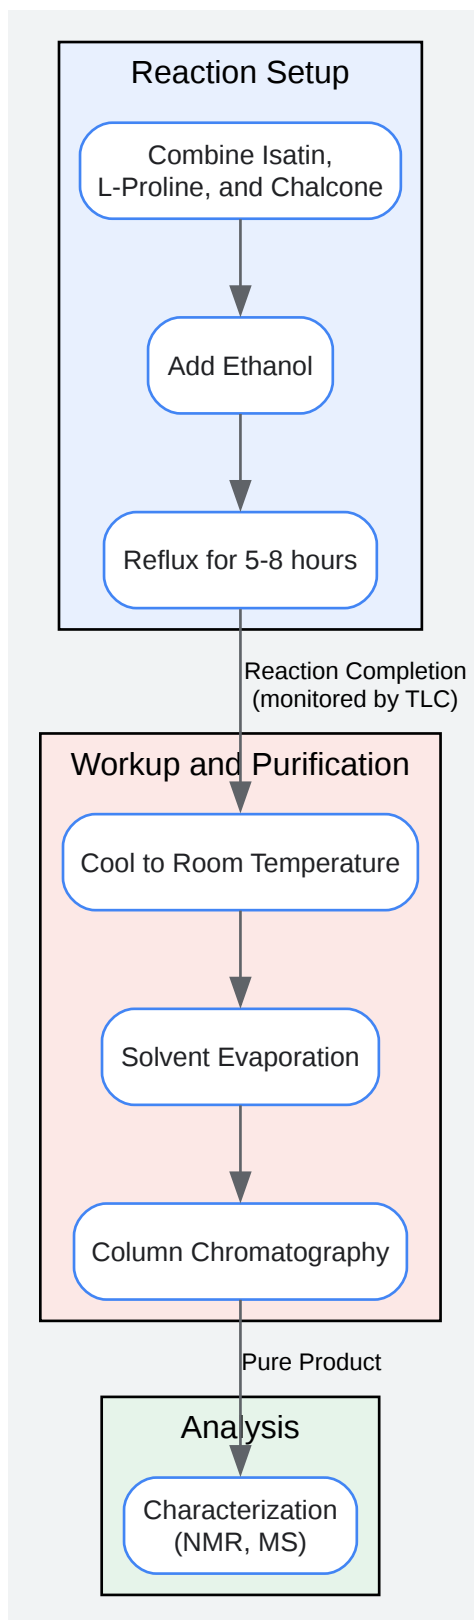 Reaction Setup
Combine Isatin,
L-Proline, and Chalcone
Add Ethanol
Reflux for 5-8 hours
Reaction Completion
(monitored by TLC)
Workup and Purification
Cool to Room Temperature
Solvent Evaporation
Column Chromatography
Pure Product
Analysis
Characterization
(NMR, MS)